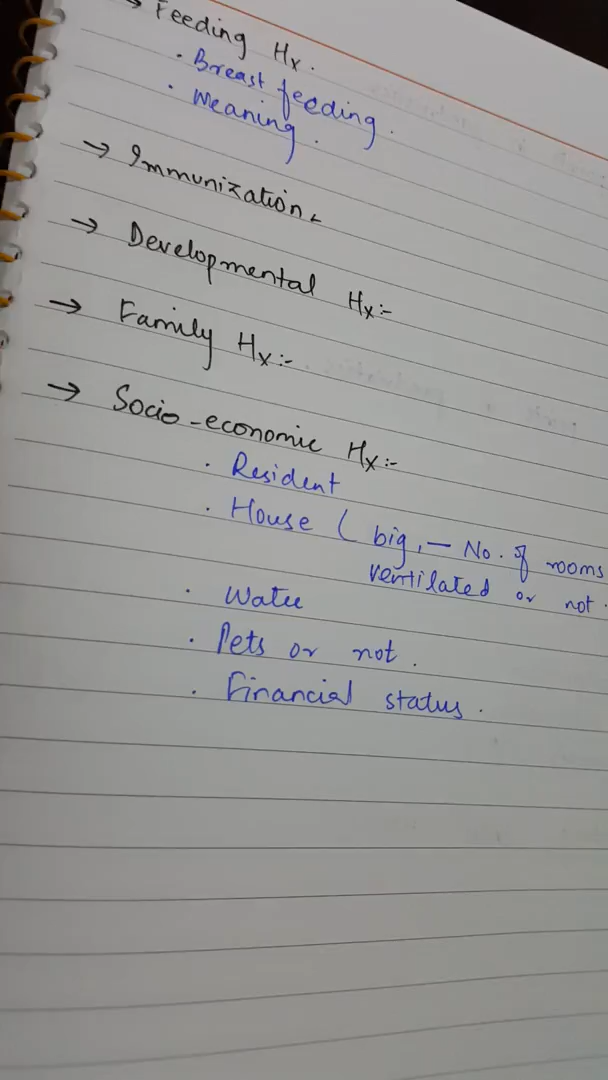 → Feeding Hx.
. Breast feeding.
. Meaning.
→ Immunization.
→ Developmental Hx:-
→ Family Hx:-
→ Socio-economic Hx:-
. Resident
. House ( big, — No. of rooms
ventilated or not.
. Water
. Pets or not.
. Financial status.